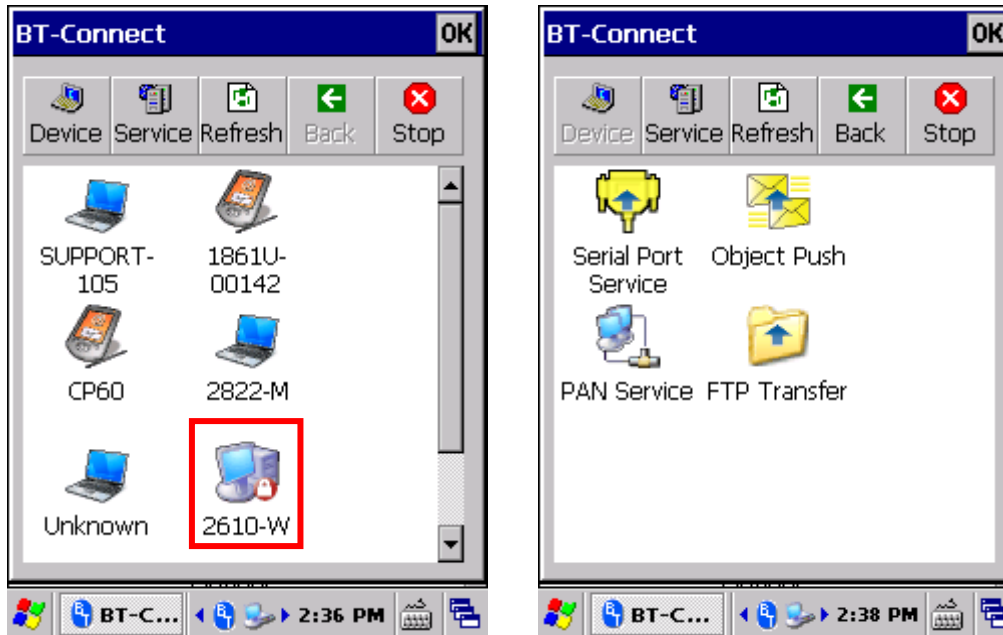 BT-Connect OK
Device Service Refresh Back Stop
SUPPORT-
105
1861U-
00142
CP60
2822-M
Unknown
2610-W
BT-C...
2:36 PM
BT-Connect OK
Device Service Refresh Back Stop
Serial Port
Service
Object Push
PAN Service
FTP Transfer
BT-C...
2:38 PM